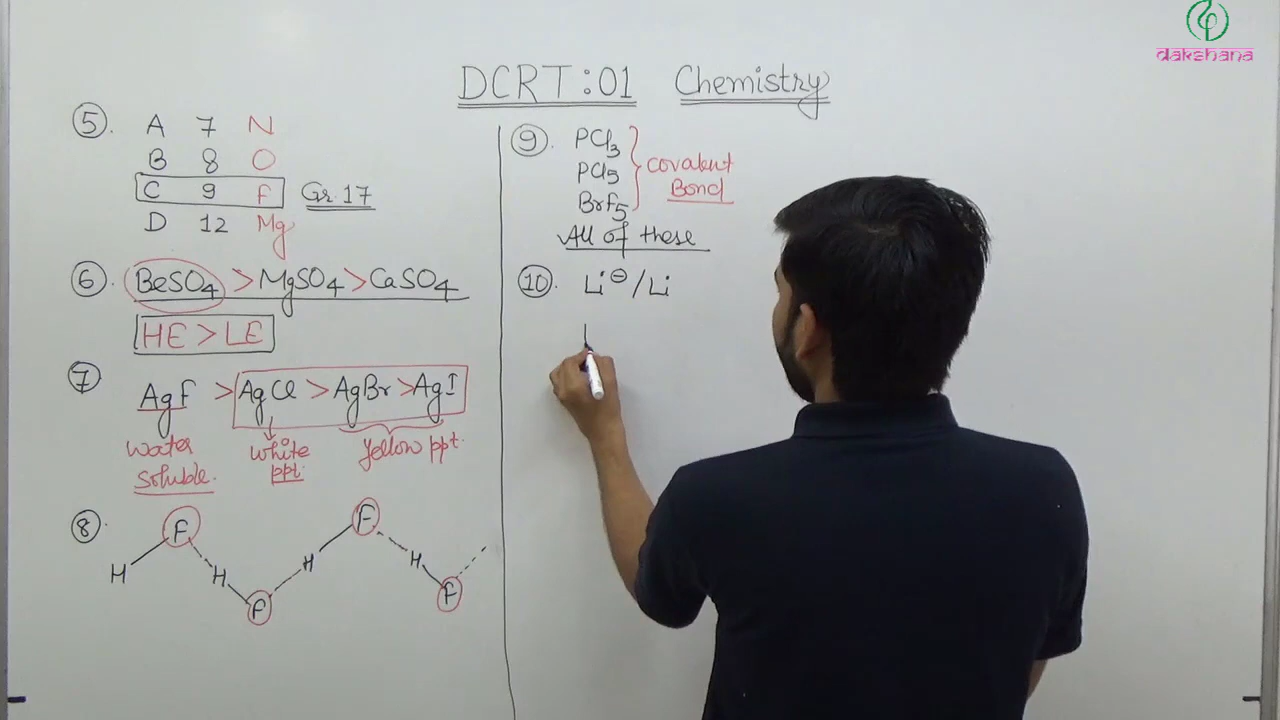 dakshana
DCRT:01 Chemistry
5. A 7 N
B 8 O
C 9 F Gr. 17
D 12 Mg
6. BeSO4 > MgSO4 > CaSO4
HE > LE
7 AgF > AgCl > AgBr > AgI
Water soluble.
white ppt.
Yellow ppt.
8. H F H F H F H F
9. PCl3
PCl5
BrF5
Covalent Bond
All of these
10. Li⊖/Li